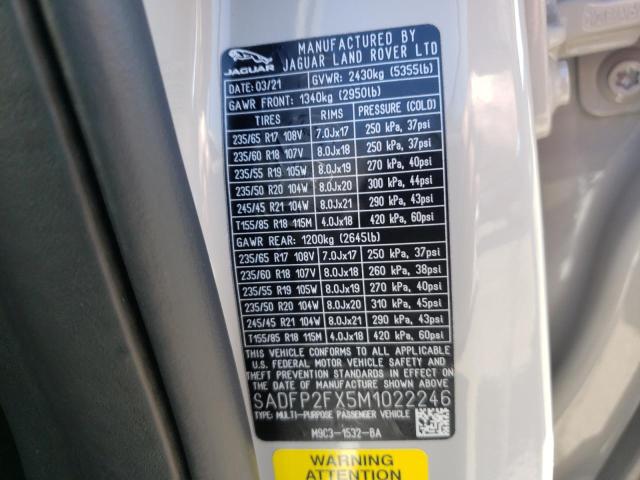 JAGUAR
MANUFACTURED BY
JAGUAR LAND ROVER LTD
DATE: 03/21 GVWR: 2430kg (5355lb)
GAWR FRONT: 1340kg (2950lb)
TIRES RIMS PRESSURE (COLD)
235/65 R17 108V 7.0Jx17 250 kPa, 37psi
235/60 R18 107V 8.0Jx18 250 kPa, 37psi
235/55 R19 105W 8.0Jx19 270 kPa, 40psi
235/50 R20 104W 8.0Jx20 300 kPa, 44psi
245/45 R21 104W 8.0Jx21 290 kPa, 43psi
T155/85 R18 115M 4.0Jx18 420 kPa, 60psi
GAWR REAR: 1200kg (2645lb)
235/65 R17 108V 7.0Jx17 250 kPa, 37psi
235/60 R18 107V 8.0Jx18 260 kPa, 38psi
235/55 R19 105W 8.0Jx19 270 kPa, 40psi
235/50 R20 104W 8.0Jx20 310 kPa, 45psi
245/45 R21 104W 8.0Jx21 290 kPa, 43psi
T155/85 R18 115M 4.0Jx18 420 kPa, 60psi
THIS VEHICLE CONFORMS TO ALL APPLICABLE
U.S. FEDERAL MOTOR VEHICLE SAFETY, BUMPER
AND THEFT PREVENTION STANDARDS IN EFFECT
ON THE DATE OF MANUFACTURE SHOWN ABOVE
SADFP2FX5M1022246
TYPE: MULTI-PURPOSE PASSENGER VEHICLE
M9C3-1532-BA
WARNING WARNING